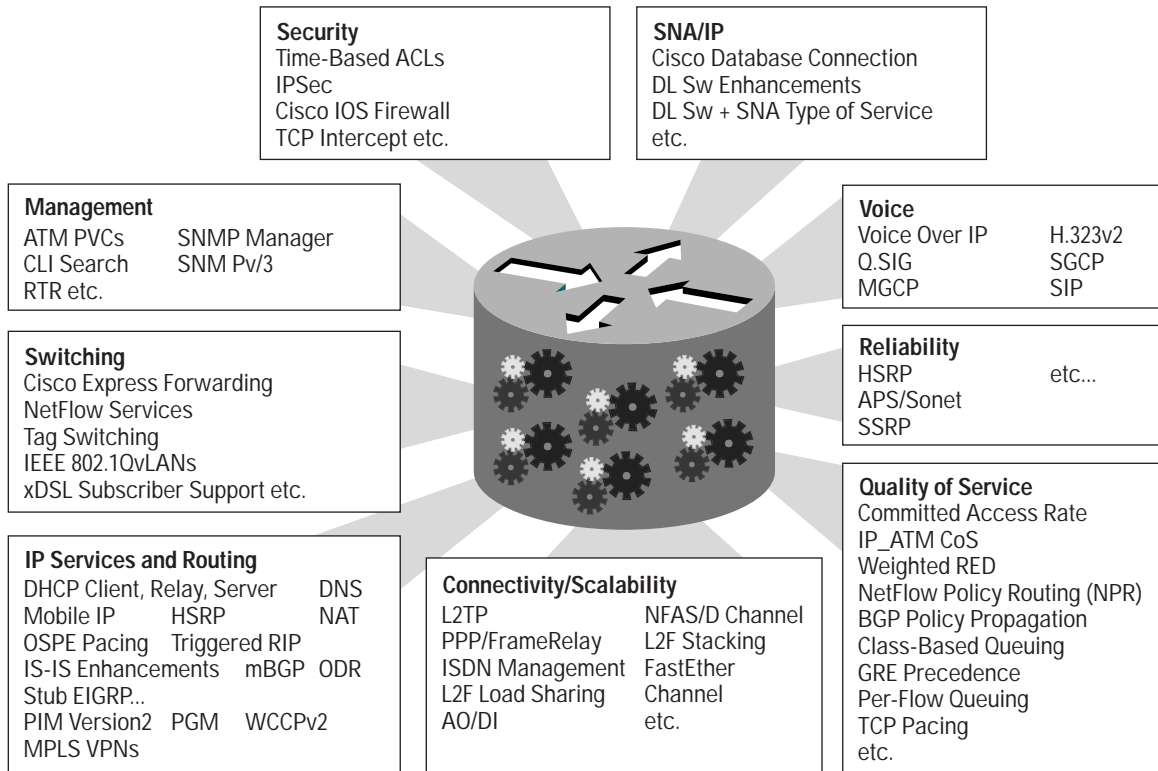 Security
Time-Based ACLs
IPSec
Cisco IOS Firewall
TCP Intercept etc.
SNA/IP
Cisco Database Connection
DL Sw Enhancements
DL Sw + SNA Type of Service
etc.
Management
ATM PVCs SNMP Manager
CLI Search SNM Pv/3
RTR etc.
Voice
Voice Over IP H.323v2
Q.SIG SGCP
MGCP SIP
Switching
Cisco Express Forwarding
NetFlow Services
Tag Switching
IEEE 802.1QvLANs
xDSL Subscriber Support etc.
Reliability
HSRP etc...
APS/Sonet
SSRP
IP Services and Routing
DHCP Client, Relay, Server DNS
Mobile IP HSRP NAT
OSPE Pacing Triggered RIP
IS-IS Enhancements mBGP ODR
Stub EIGRP...
PIM Version2 PGM WCCPv2
MPLS VPNs
Connectivity/Scalability
L2TP NFAS/D Channel
PPP/FrameRelay L2F Stacking
ISDN Management FastEther
L2F Load Sharing Channel
AO/DI etc.
Quality of Service
Committed Access Rate
IP_ATM CoS
Weighted RED
NetFlow Policy Routing (NPR)
BGP Policy Propagation
Class-Based Queuing
GRE Precedence
Per-Flow Queuing
TCP Pacing
etc.